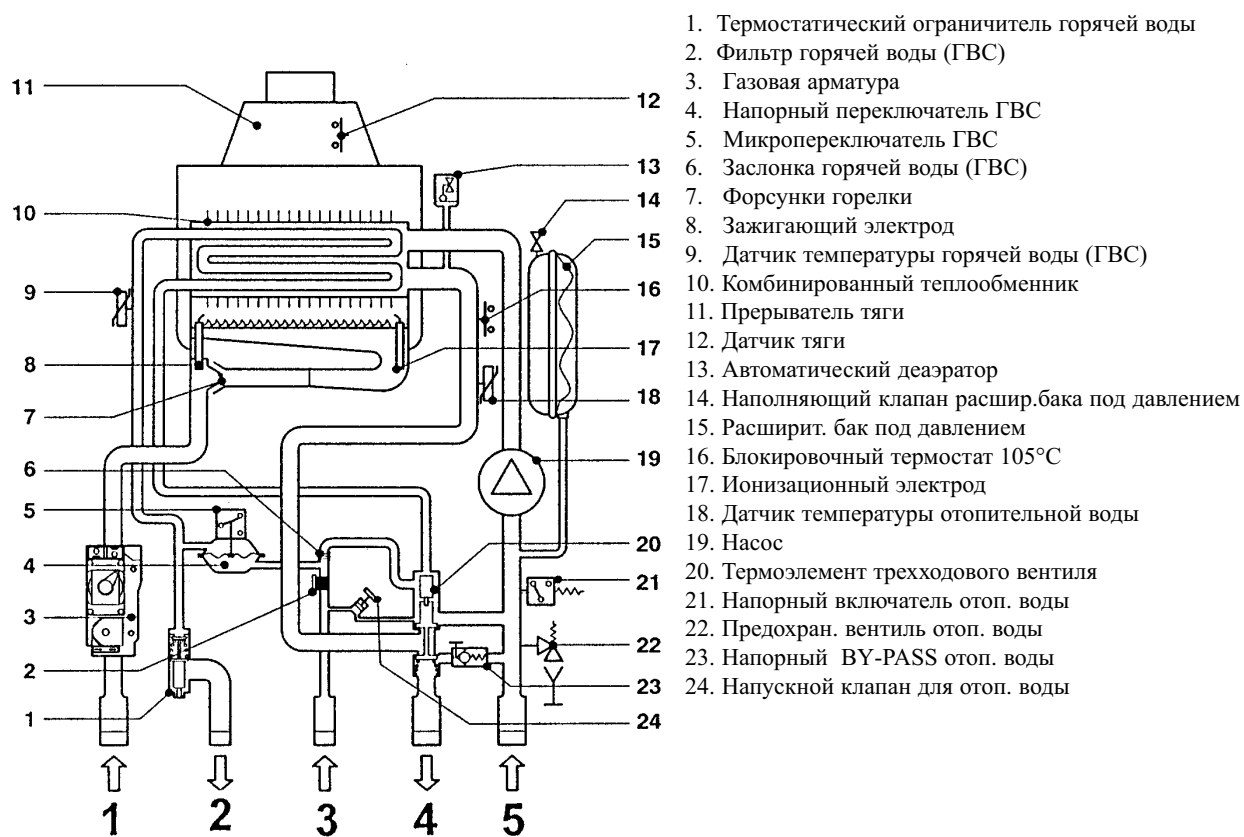 11
12
13
10
14
15
9
16
8
17
7
18
6
19
5
4
20
21
3
22
2
23
1
24
1
2
3
4
5
1. Термостатический ограничитель горячей воды
2. Фильтр горячей воды (ГВС)
3. Газовая арматура
4. Напорный переключатель ГВС
5. Микропереключатель ГВС
6. Заслонка горячей воды (ГВС)
7. Форсунки горелки
8. Зажигающий электрод
9. Датчик температуры горячей воды (ГВС)
10. Комбинированный теплообменник
11. Прерыватель тяги
12. Датчик тяги
13. Автоматический деаэратор
14. Наполняющий клапан расшир.бака под давлением
15. Расширит. бак под давлением
16. Блокировочный термостат 105°С
17. Ионизационный электрод
18. Датчик температуры отопительной воды
19. Насос
20. Термоэлемент трехходового вентиля
21. Напорный включатель отоп. воды
22. Предохран. вентиль отоп. воды
23. Напорный BY-PASS отоп. воды
24. Напускной клапан для отоп. воды